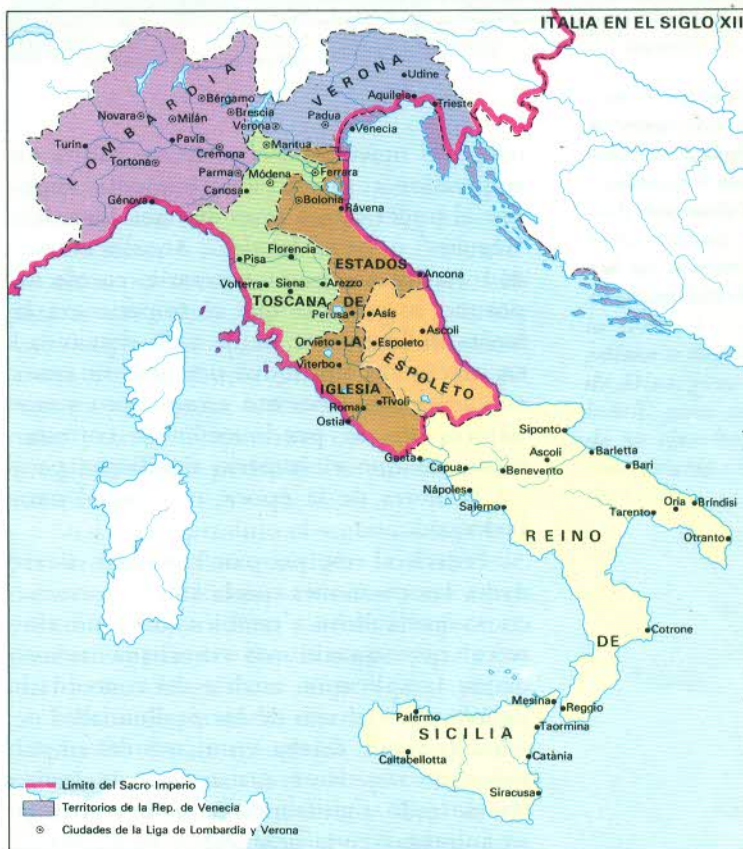 ITALIA EN EL SIGLO XII
LOMBARDIA
VERONA
Udine
Aquileia
Trieste
Bérgamo
Novara
Milán
Brescia
Verona
Padua
Venecia
Turín
Pavía
Mantua
Tortona
Cremona
Parma
Módena
Ferrara
Canosa
Génova
Bolonia
Rávena
Florencia
Pisa
ESTADOS
Ancona
Volterra
Siena
Arezzo
TOSCANA
DE
Perusa
Asís
Ascoli
Orvieto
LA
Espoleto
Viterbo
ESPOLETO
IGLESIA
Tívoli
Roma
Ostia
Siponto
Gaeta
Ascoli
Barletta
Capua
Benevento
Bari
Nápoles
Oria
Bríndisi
Salerno
Tarento
REINO
Otranto
DE
Cotrone
Mesina
Reggio
Palermo
Taormina
SICILIA
Caltabellotta
Catània
Siracusa
Límite del Sacro Imperio
Territorios de la Rep. de Venecia
Ciudades de la Liga de Lombardía y Verona